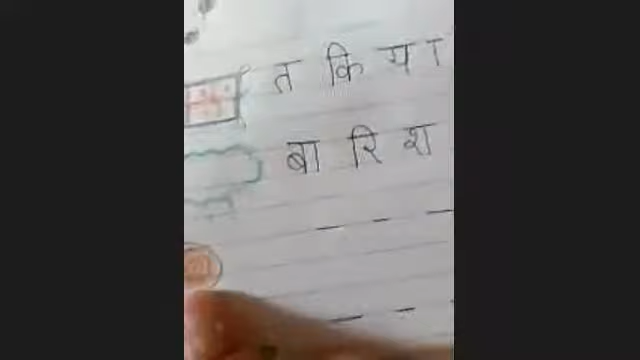 त कि या
बा रि श